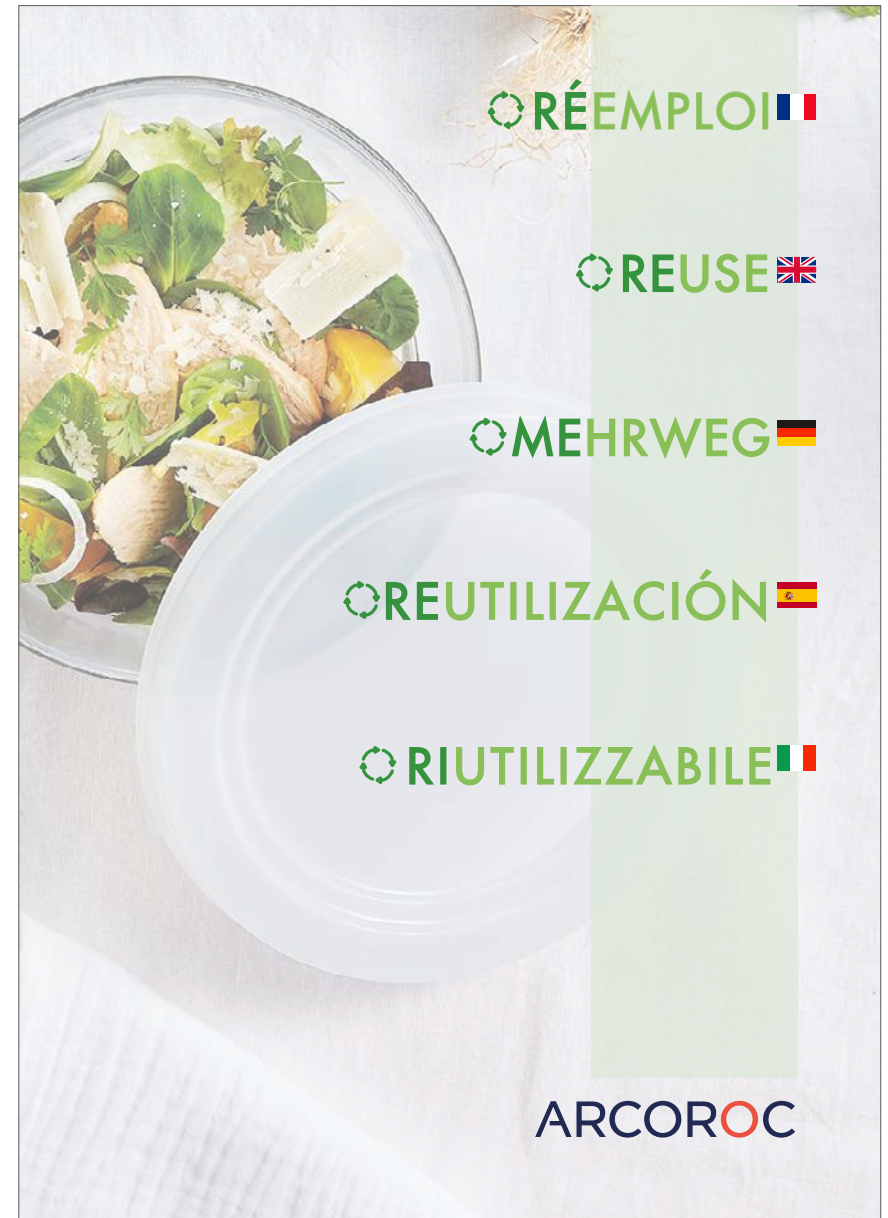 RÉEMPLOI
REUSE
MEHRWEG
REUTILIZACIÓN
RIUTILIZZABILE
ARCOROC